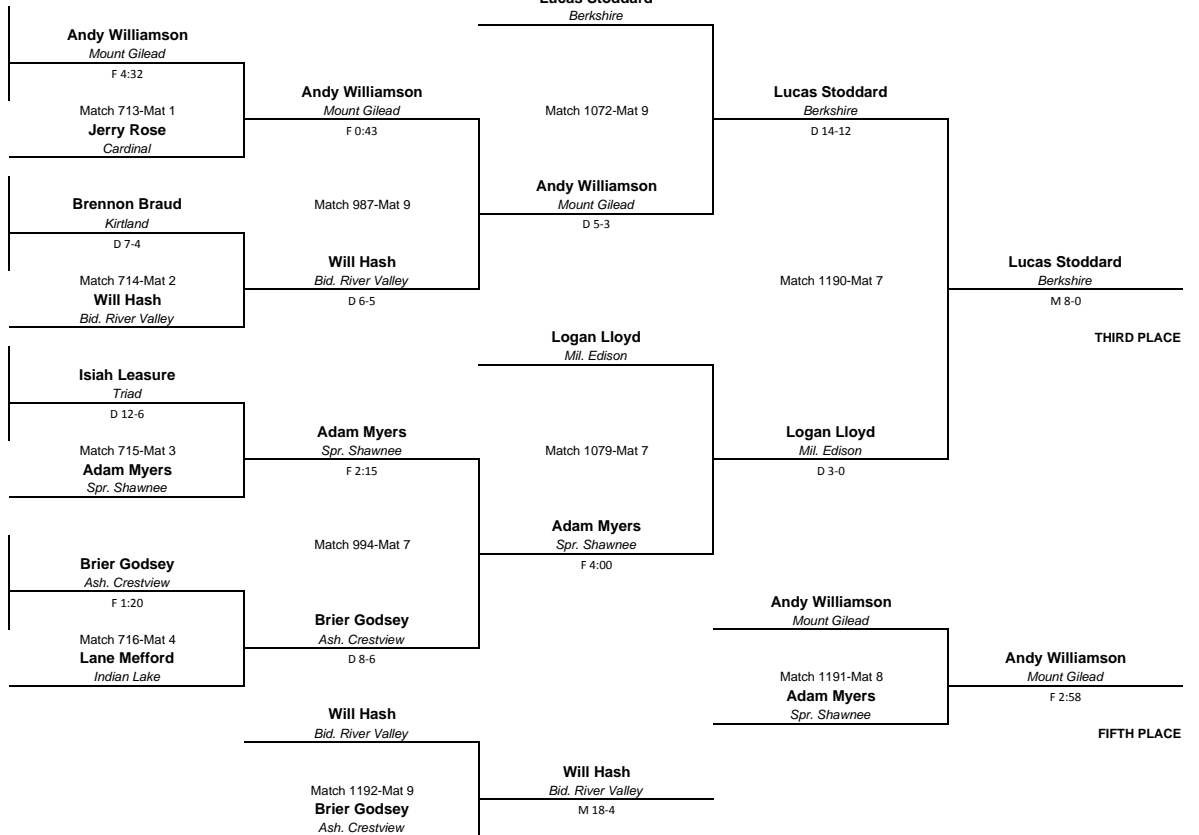 Lucas Stoddard
Berkshire
Andy Williamson
Mount Gilead
F 4:32
Match 713-Mat 1
Jerry Rose
Cardinal
Andy Williamson
Mount Gilead
F 0:43
Match 1072-Mat 9
Lucas Stoddard
Berkshire
D 14-12
Brennon Braud
Kirtland
D 7-4
Match 714-Mat 2
Will Hash
Bid. River Valley
Match 987-Mat 9
Will Hash
Bid. River Valley
D 6-5
Andy Williamson
Mount Gilead
D 5-3
Match 1190-Mat 7
Lucas Stoddard
Berkshire
M 8-0
THIRD PLACE
Isiah Leasure
Triad
D 12-6
Match 715-Mat 3
Adam Myers
Spr. Shawnee
Adam Myers
Spr. Shawnee
F 2:15
Logan Lloyd
Mil. Edison
Match 1079-Mat 7
Logan Lloyd
Mil. Edison
D 3-0
Brier Godsey
Ash. Crestview
F 1:20
Match 716-Mat 4
Lane Mefford
Indian Lake
Match 994-Mat 7
Brier Godsey
Ash. Crestview
D 8-6
Adam Myers
Spr. Shawnee
F 4:00
Andy Williamson
Mount Gilead
Match 1191-Mat 8
Adam Myers
Spr. Shawnee
Andy Williamson
Mount Gilead
F 2:58
FIFTH PLACE
Will Hash
Bid. River Valley
Match 1192-Mat 9
Brier Godsey
Ash. Crestview
Will Hash
Bid. River Valley
M 18-4